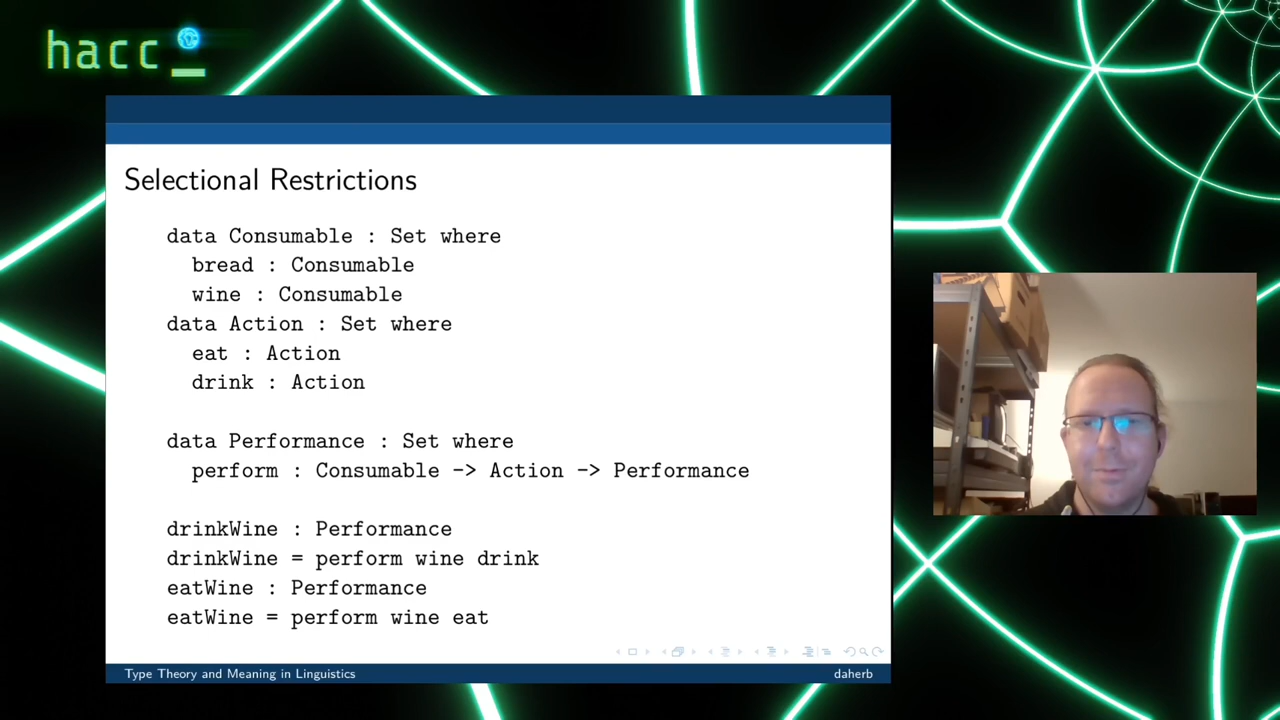 hacc
Selectional Restrictions
data Consumable : Set where
bread : Consumable
wine : Consumable
data Action : Set where
eat : Action
drink : Action
data Performance : Set where
perform : Consumable -> Action -> Performance
drinkWine : Performance
drinkWine = perform wine drink
eatWine : Performance
eatWine = perform wine eat
Type Theory and Meaning in Linguistics
daherb